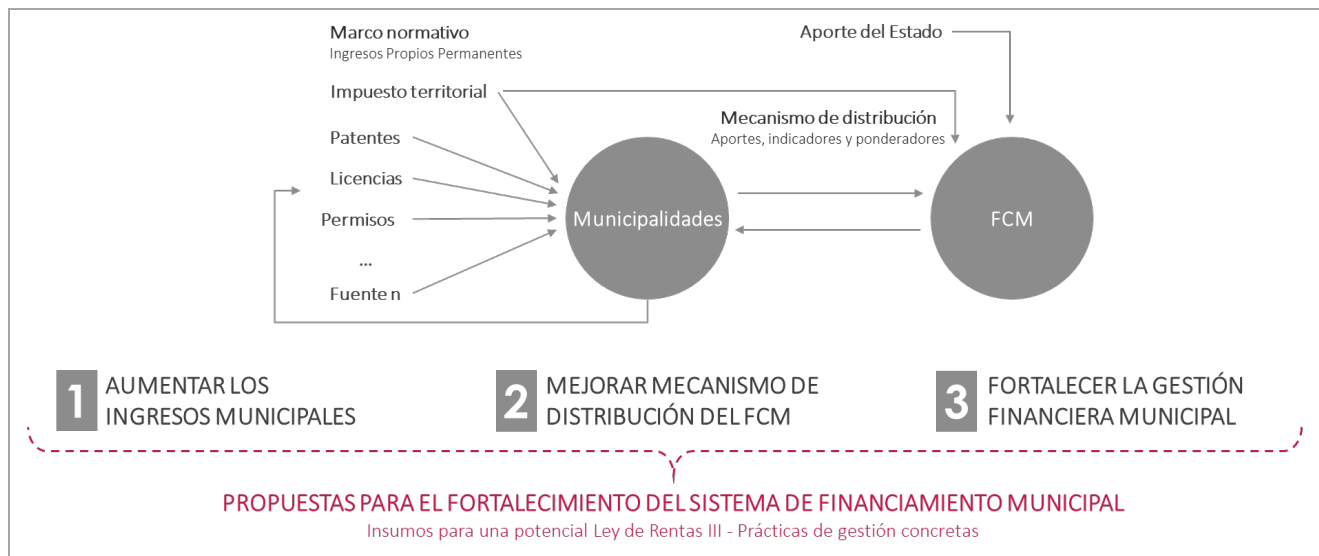 Marco normativo
Ingresos Propios Permanentes
Aporte del Estado
Impuesto territorial
Mecanismo de distribución
Aportes, indicadores y ponderadores
Patentes
Licencias
Permisos
...
Fuente n
Municipalidades
FCM
1 AUMENTAR LOS
INGRESOS MUNICIPALES
2 MEJORAR MECANISMO DE
DISTRIBUCIÓN DEL FCM
3 FORTALECER LA GESTIÓN
FINANCIERA MUNICIPAL
PROPUESTAS PARA EL FORTALECIMIENTO DEL SISTEMA DE FINANCIAMIENTO MUNICIPAL
Insumos para una potencial Ley de Rentas III - Prácticas de gestión concretas